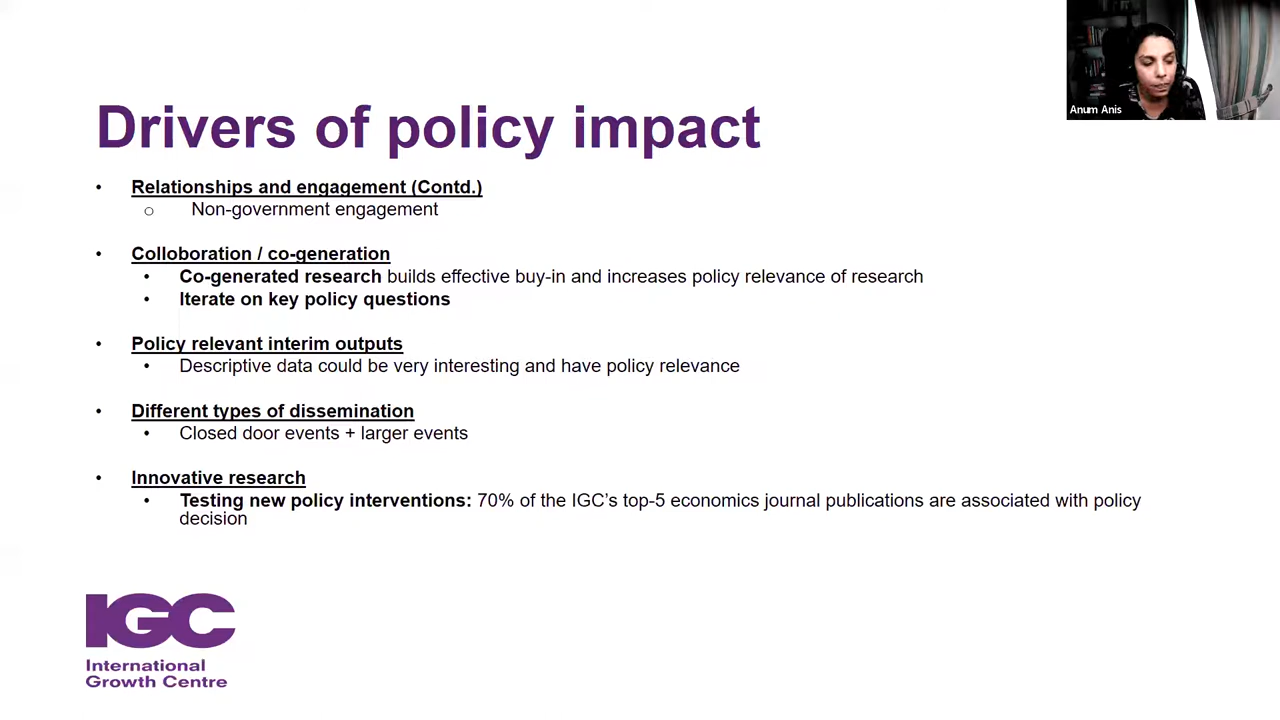 Anum Anis
Drivers of policy impact
• Relationships and engagement (Contd.)
o Non-government engagement
• Colloboration / co-generation
• Co-generated research builds effective buy-in and increases policy relevance of research
• Iterate on key policy questions
• Policy relevant interim outputs
• Descriptive data could be very interesting and have policy relevance
• Different types of dissemination
• Closed door events + larger events
• Innovative research
• Testing new policy interventions: 70% of the IGC’s top-5 economics journal publications are associated with policy
decision
IGC
International
Growth Centre